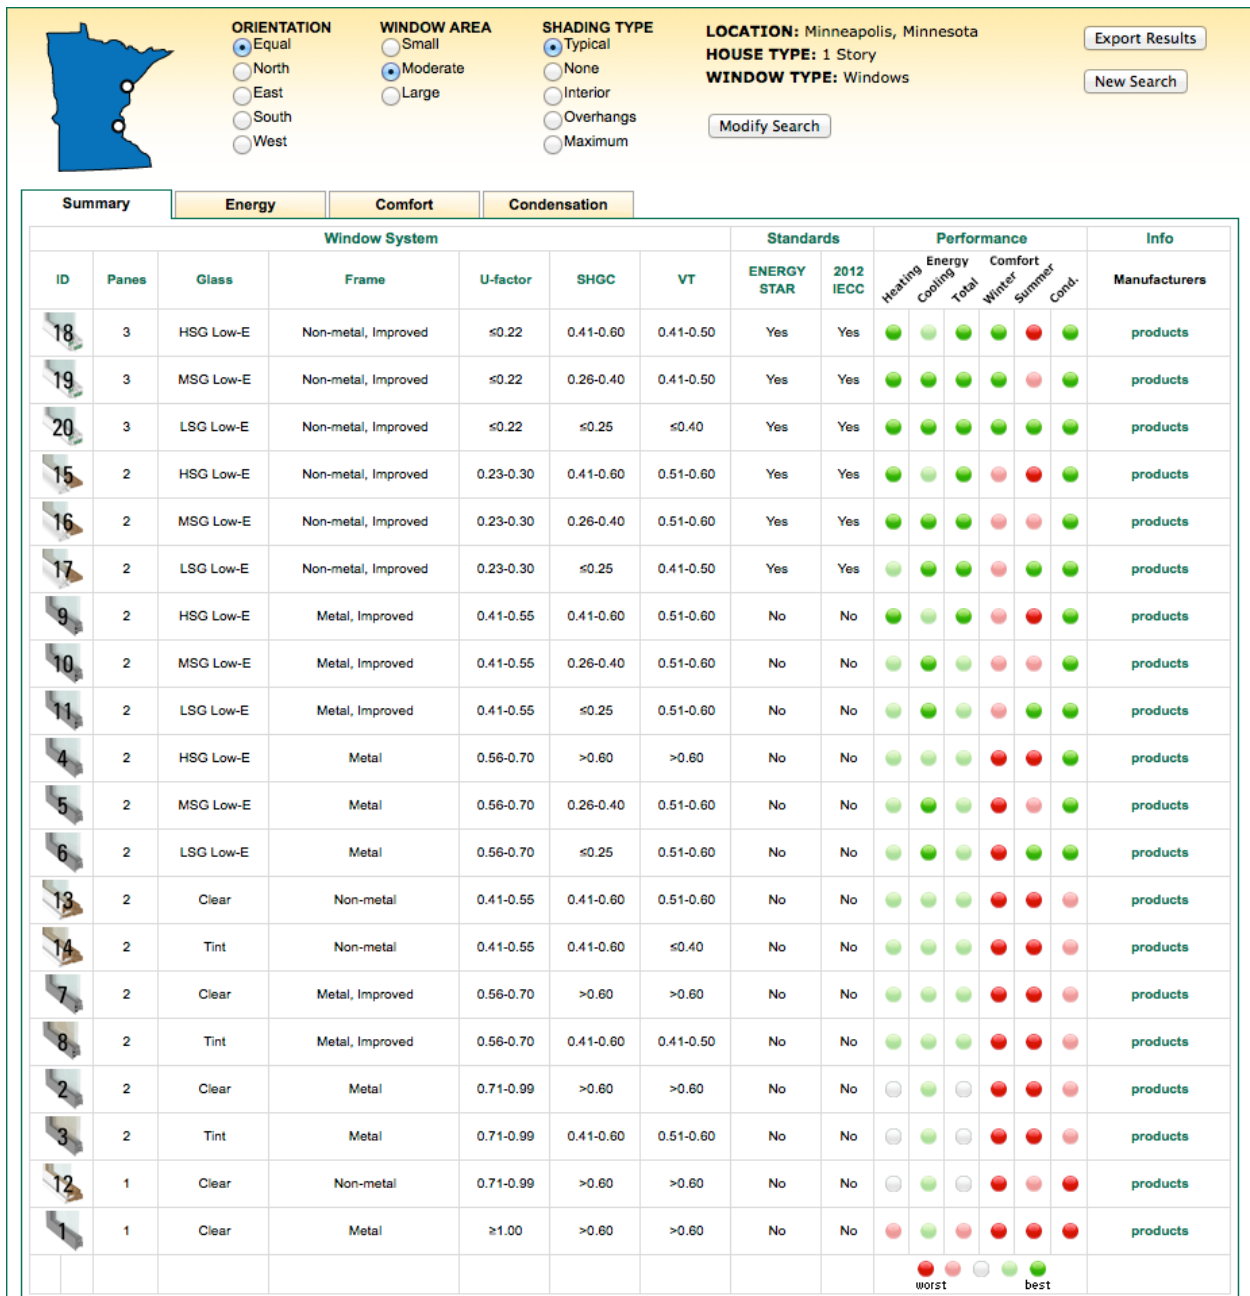 ORIENTATION WINDOW AREA SHADING TYPE
Equal Small Typical
North Moderate None
East Large Interior
South Overhangs
West Maximum
LOCATION: Minneapolis, Minnesota
HOUSE TYPE: 1 Story
WINDOW TYPE: Windows
Modify Search
Export Results
New Search
Summary Energy Comfort Condensation
Window System Standards Performance Info
ID Panes Glass Frame U-factor SHGC VT ENERGY STAR 2012 IECC Energy Heating Cooling Total Comfort Winter Summer Cond. Manufacturers
18 3 HSG Low-E Non-metal, Improved ≤0.22 0.41-0.60 0.41-0.50 Yes Yes products
19 3 MSG Low-E Non-metal, Improved ≤0.22 0.26-0.40 0.41-0.50 Yes Yes products
20 3 LSG Low-E Non-metal, Improved ≤0.22 ≤0.25 ≤0.40 Yes Yes products
15 2 HSG Low-E Non-metal, Improved 0.23-0.30 0.41-0.60 0.51-0.60 Yes Yes products
16 2 MSG Low-E Non-metal, Improved 0.23-0.30 0.26-0.40 0.51-0.60 Yes Yes products
17 2 LSG Low-E Non-metal, Improved 0.23-0.30 ≤0.25 0.41-0.50 Yes Yes products
9 2 HSG Low-E Metal, Improved 0.41-0.55 0.41-0.60 0.51-0.60 No No products
10 2 MSG Low-E Metal, Improved 0.41-0.55 0.26-0.40 0.51-0.60 No No products
11 2 LSG Low-E Metal, Improved 0.41-0.55 ≤0.25 0.51-0.60 No No products
4 2 HSG Low-E Metal 0.56-0.70 >0.60 >0.60 No No products
5 2 MSG Low-E Metal 0.56-0.70 0.26-0.40 0.51-0.60 No No products
6 2 LSG Low-E Metal 0.56-0.70 ≤0.25 0.51-0.60 No No products
13 2 Clear Non-metal 0.41-0.55 0.41-0.60 0.51-0.60 No No products
14 2 Tint Non-metal 0.41-0.55 0.41-0.60 ≤0.40 No No products
7 2 Clear Metal, Improved 0.56-0.70 >0.60 >0.60 No No products
8 2 Tint Metal, Improved 0.56-0.70 0.41-0.60 0.41-0.50 No No products
2 2 Clear Metal 0.71-0.99 >0.60 >0.60 No No products
3 2 Tint Metal 0.71-0.99 0.41-0.60 0.51-0.60 No No products
12 1 Clear Non-metal 0.71-0.99 >0.60 >0.60 No No products
1 1 Clear Metal ≥1.00 >0.60 >0.60 No No products
worst best